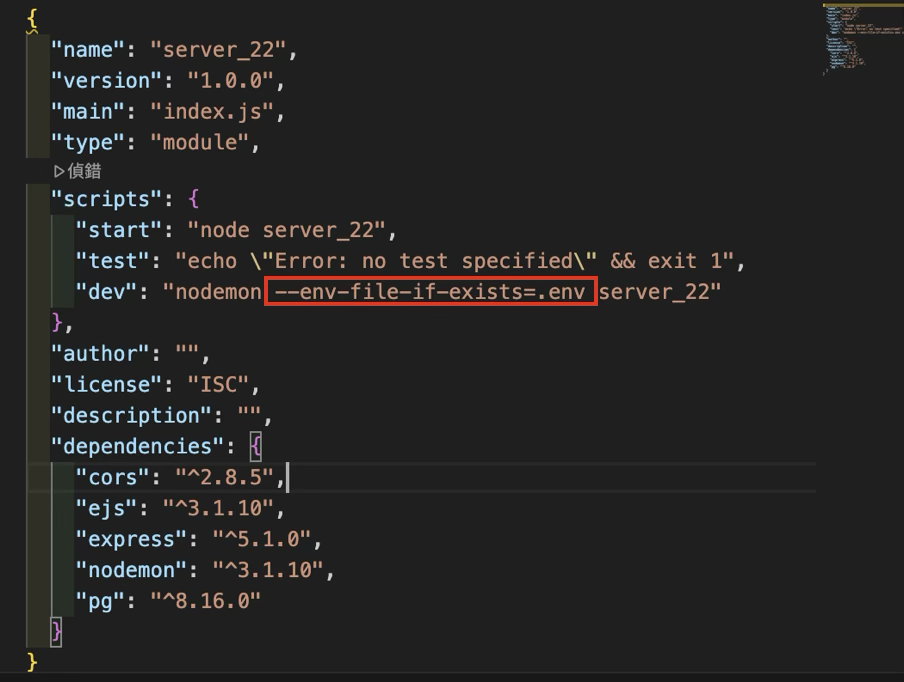 {
"name": "server_22",
"version": "1.0.0",
"main": "index.js",
"type": "module",
▷偵錯
"scripts": {
"start": "node server_22",
"test": "echo \"Error: no test specified\" && exit 1",
"dev": "nodemon --env-file-if-exists=.env server_22"
},
"author": "",
"license": "ISC",
"description": "",
"dependencies": {
"cors": "^2.8.5",
"ejs": "^3.1.10",
"express": "^5.1.0",
"nodemon": "^3.1.10",
"pg": "^8.16.0"
}
}